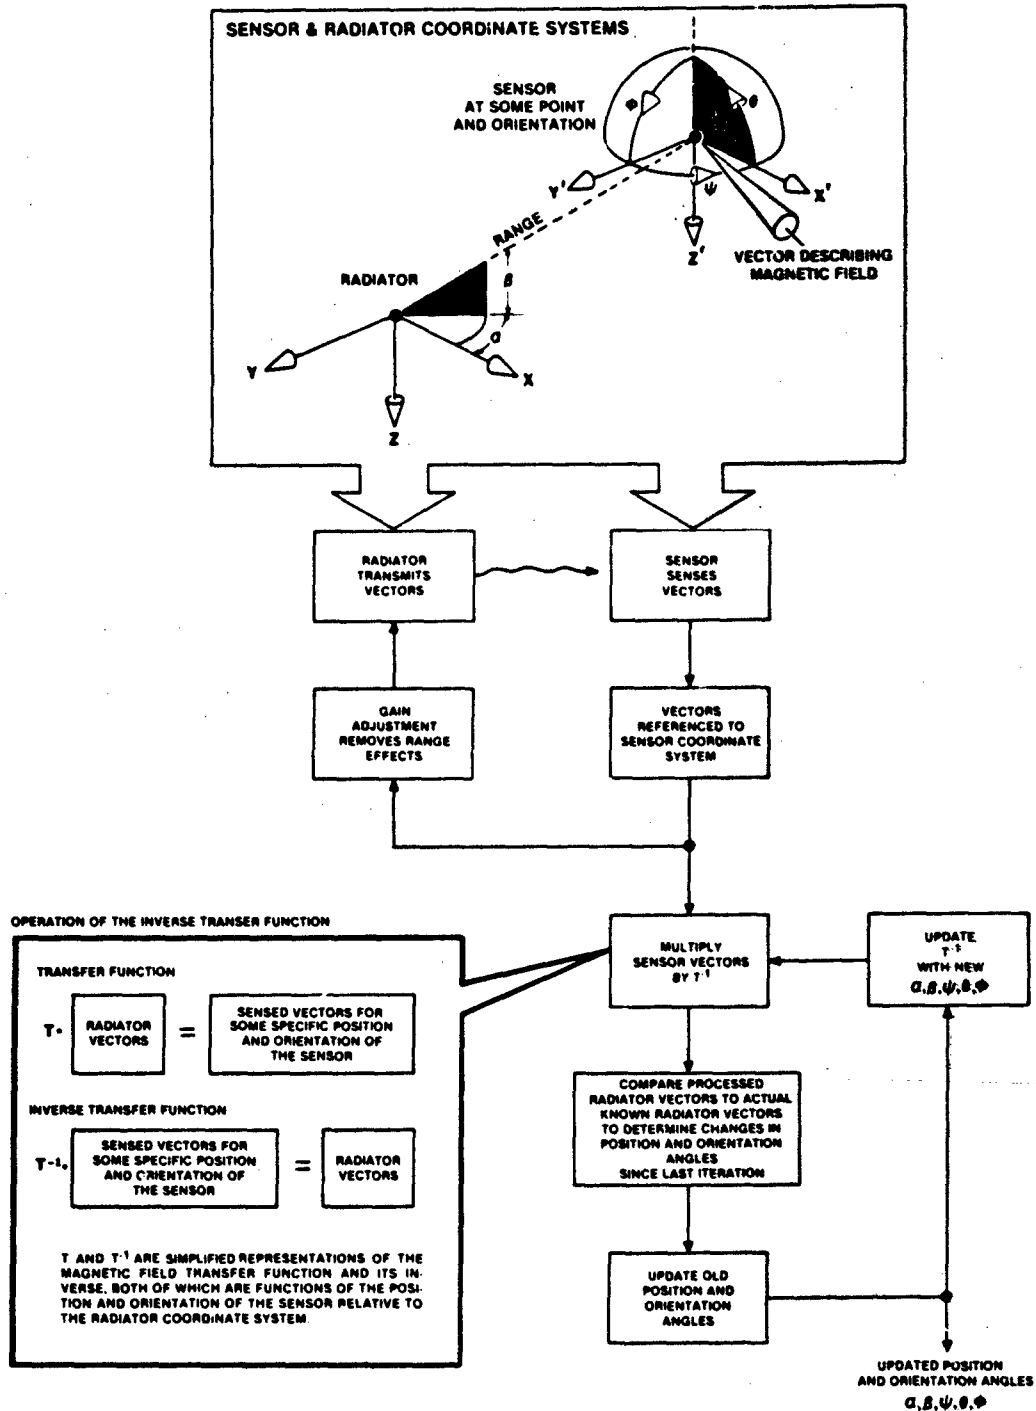 SENSOR & RADIATOR COORDINATE SYSTEMS
SENSOR
AT SOME POINT
AND ORIENTATION
Φ
θ
Y'
ψ
X'
Z'
RANGE
VECTOR DESCRIBING
MAGNETIC FIELD
RADIATOR
β
α
Y
X
Z
RADIATOR
TRANSMITS
VECTORS
SENSOR
SENSES
VECTORS
GAIN
ADJUSTMENT
REMOVES RANGE
EFFECTS
VECTORS
REFERENCED TO
SENSOR COORDINATE
SYSTEM
OPERATION OF THE INVERSE TRANSER FUNCTION
TRANSFER FUNCTION
T·
RADIATOR
VECTORS
=
SENSED VECTORS FOR
SOME SPECIFIC POSITION
AND ORIENTATION OF
THE SENSOR
INVERSE TRANSFER FUNCTION
T⁻¹·
SENSED VECTORS FOR
SOME SPECIFIC POSITION
AND ORIENTATION OF
THE SENSOR
=
RADIATOR
VECTORS
T AND T⁻¹ ARE SIMPLIFIED REPRESENTATIONS OF THE
MAGNETIC FIELD TRANSFER FUNCTION AND ITS IN-
VERSE, BOTH OF WHICH ARE FUNCTIONS OF THE POSI-
TION AND ORIENTATION OF THE SENSOR RELATIVE TO
THE RADIATOR COORDINATE SYSTEM.
MULTIPLY
SENSOR VECTORS
BY T⁻¹
UPDATE
T⁻¹
WITH NEW
α,β,ψ,θ,Φ
COMPARE PROCESSED
RADIATOR VECTORS TO ACTUAL
KNOWN RADIATOR VECTORS
TO DETERMINE CHANGES IN
POSITION AND ORIENTATION
ANGLES
SINCE LAST ITERATION
UPDATE OLD
POSITION AND
ORIENTATION
ANGLES
UPDATED POSITION
AND ORIENTATION ANGLES
α,β,ψ,θ,Φ